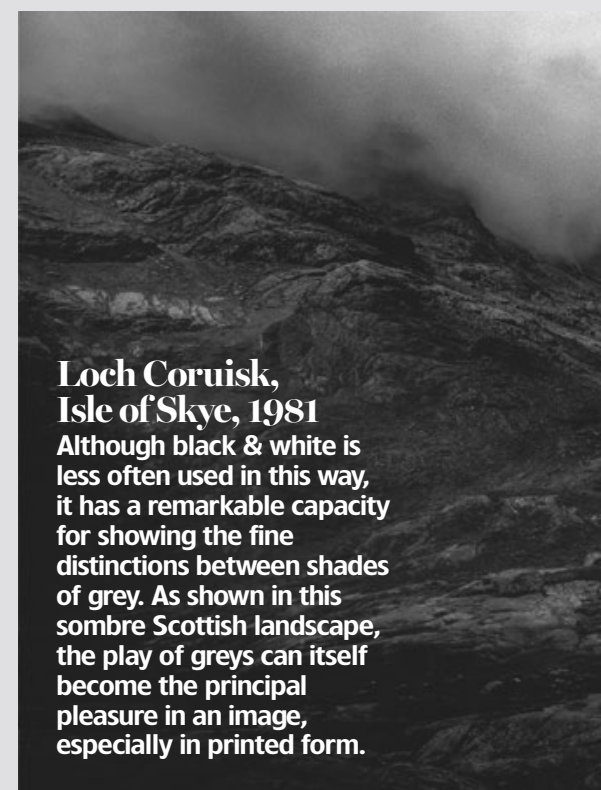 Loch Coruisk,
Isle of Skye, 1981
Although black & white is
less often used in this way,
it has a remarkable capacity
for showing the fine
distinctions between shades
of grey. As shown in this
sombre Scottish landscape,
the play of greys can itself
become the principal
pleasure in an image,
especially in printed form.